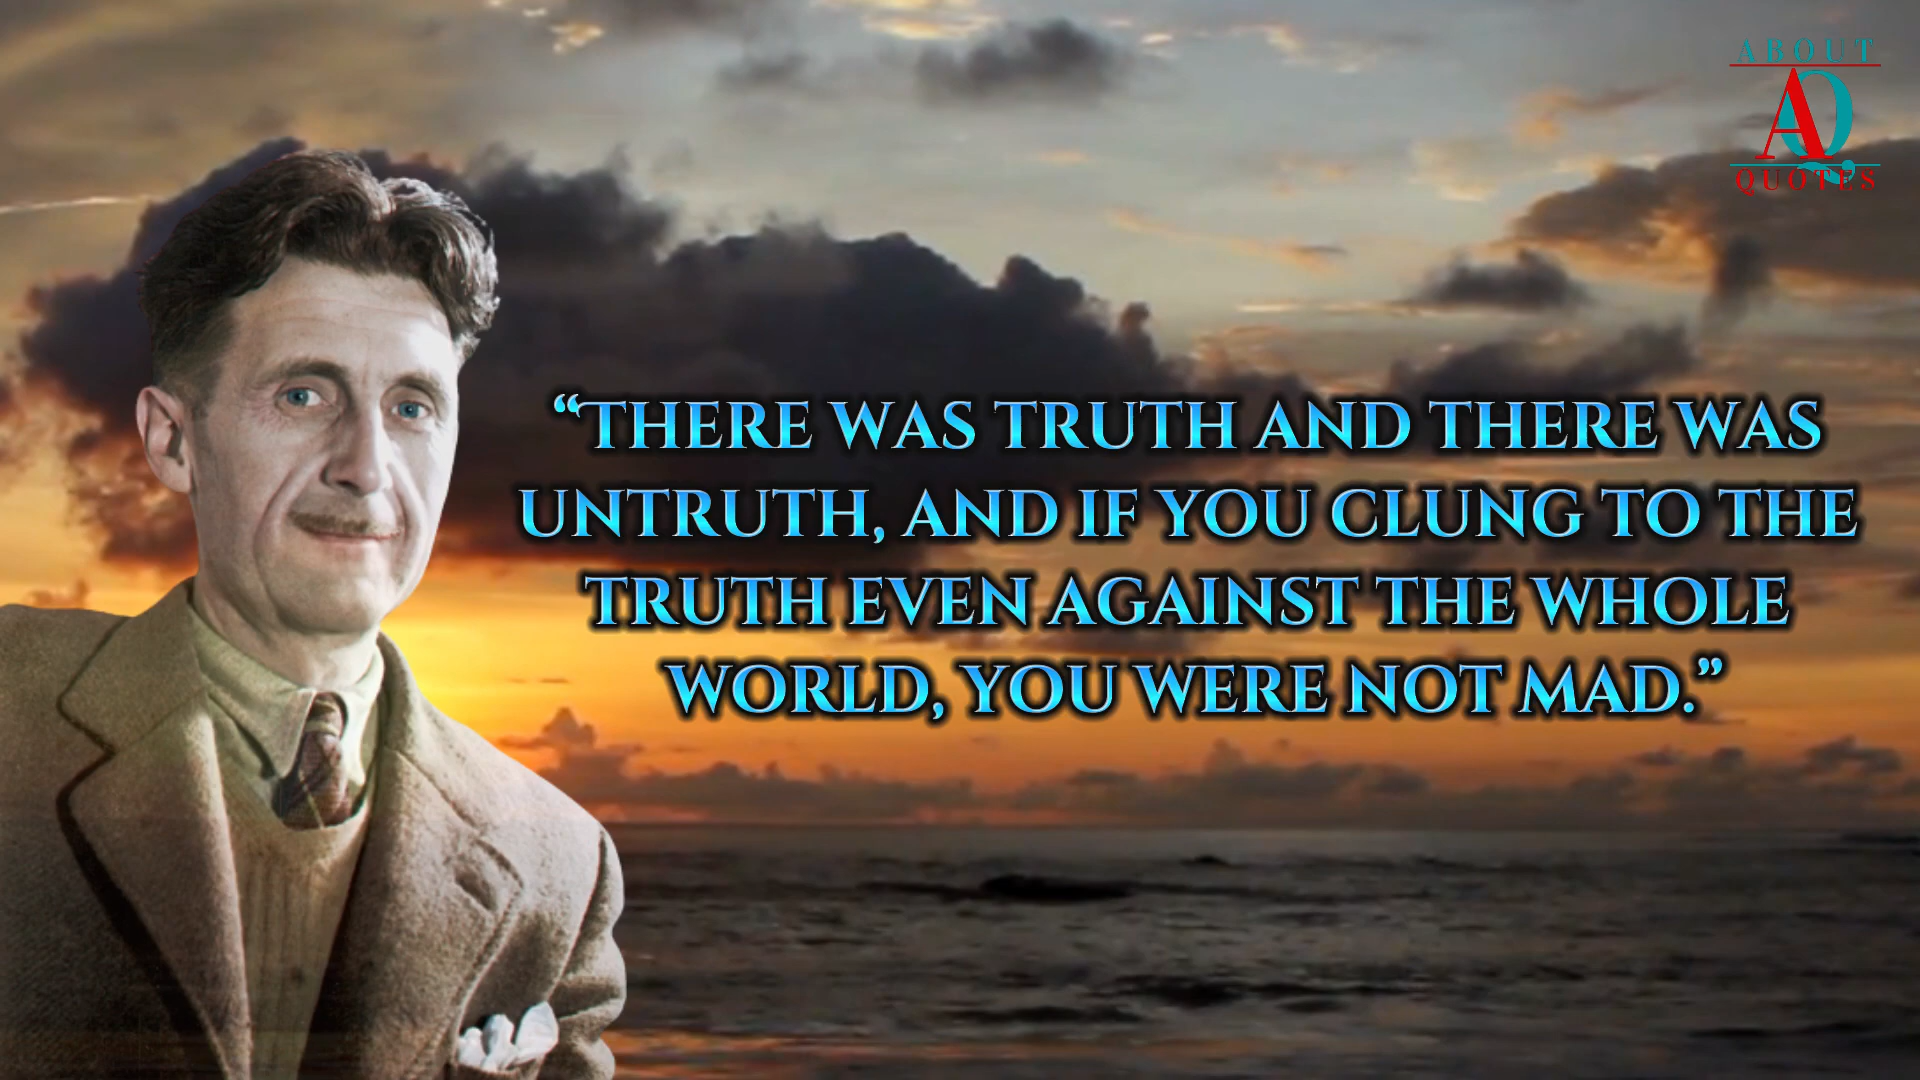 ABOUT
AQ
QUOTES
“THERE WAS TRUTH AND THERE WAS
UNTRUTH, AND IF YOU CLUNG TO THE
TRUTH EVEN AGAINST THE WHOLE
WORLD, YOU WERE NOT MAD.”